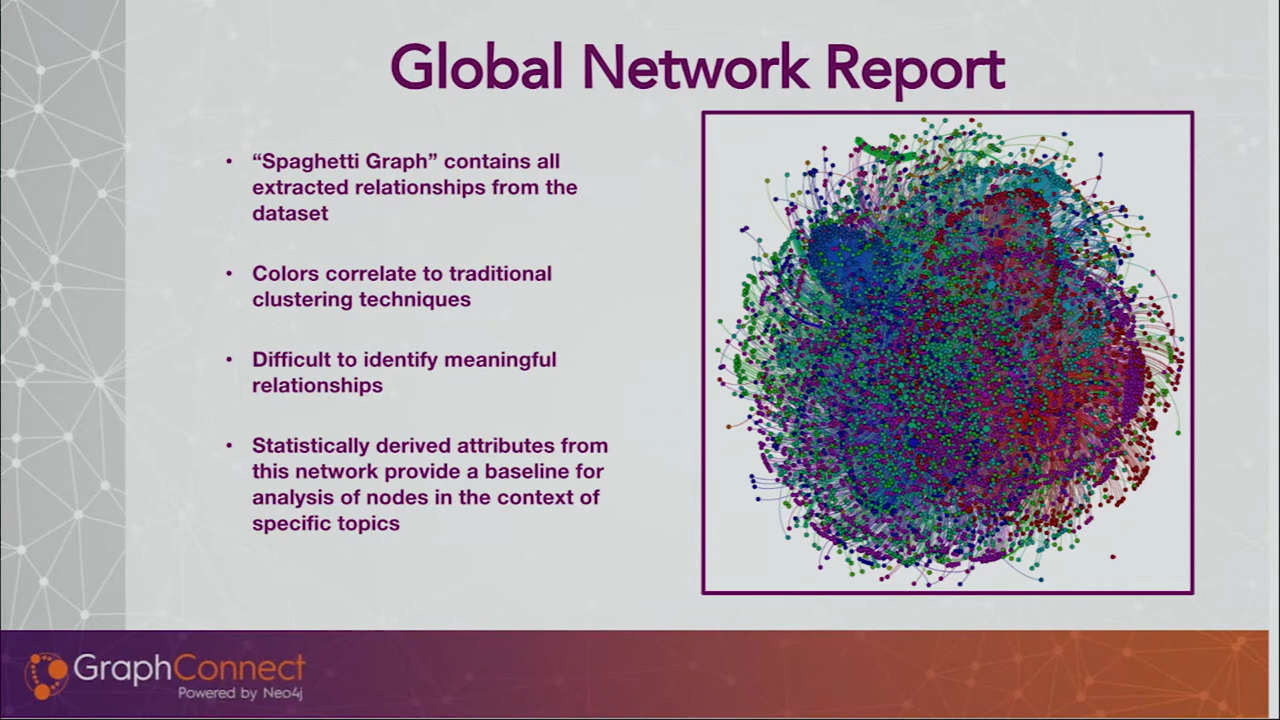 Global Network Report
• “Spaghetti Graph” contains all
extracted relationships from the
dataset
• Colors correlate to traditional
clustering techniques
• Difficult to identify meaningful
relationships
• Statistically derived attributes from
this network provide a baseline for
analysis of nodes in the context of
specific topics
GraphConnect
Powered by Neo4j